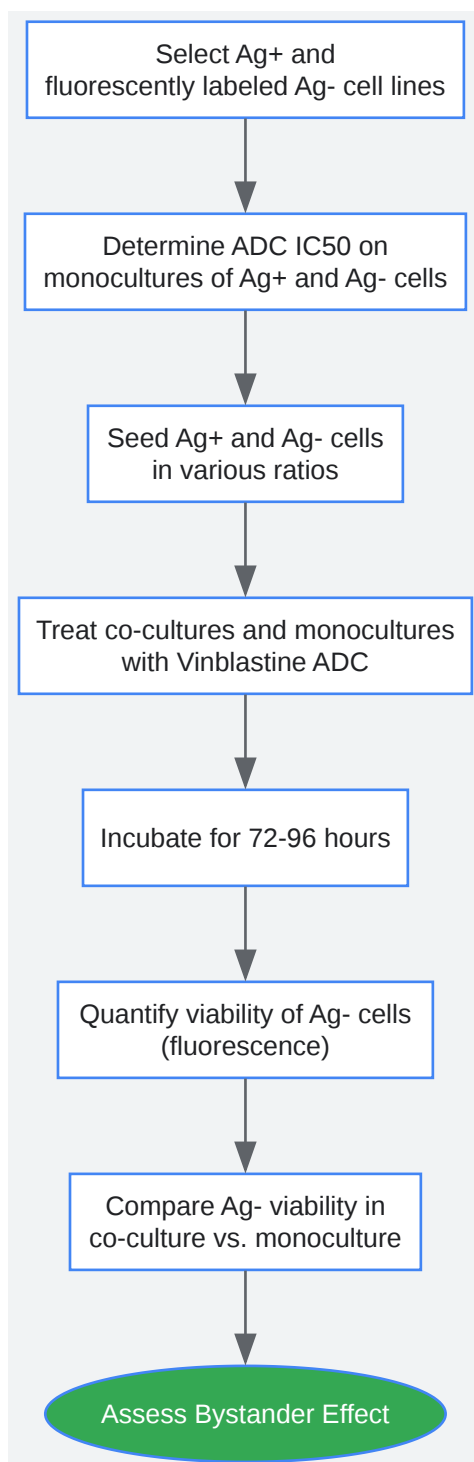 Select Ag+ and
fluorescently labeled Ag- cell lines
Determine ADC IC50 on
monocultures of Ag+ and Ag- cells
Seed Ag+ and Ag- cells
in various ratios
Treat co-cultures and monocultures
with Vinblastine ADC
Incubate for 72-96 hours
Quantify viability of Ag- cells
(fluorescence)
Compare Ag- viability in
co-culture vs. monoculture
Assess Bystander Effect